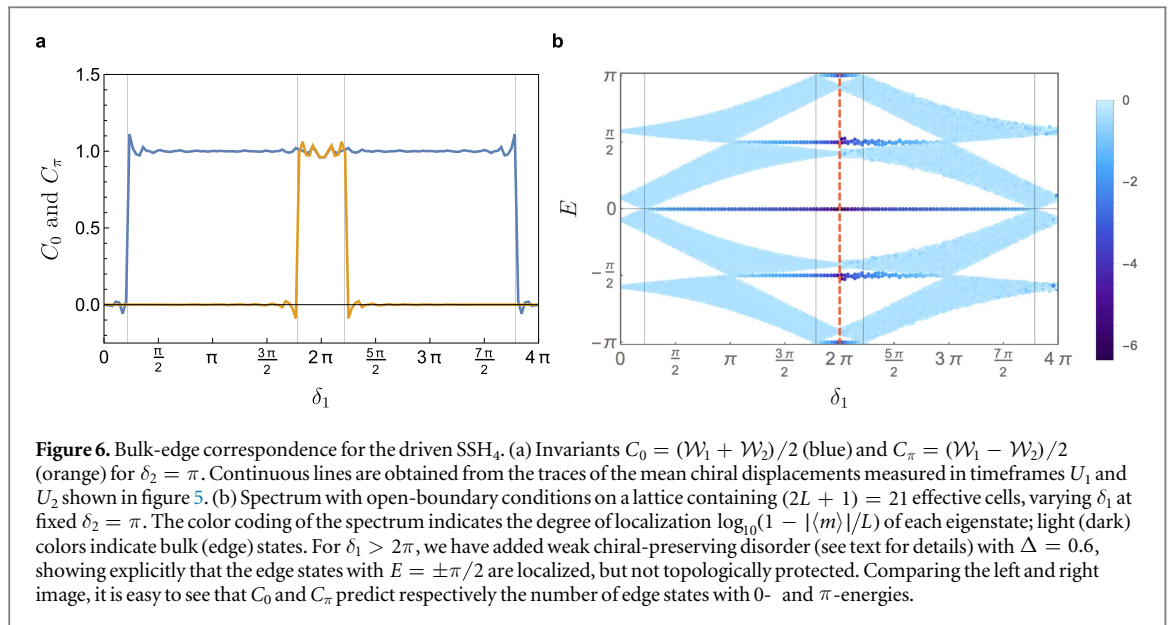 a
b
1.5
1.0
0.5
0.0
C₀ and Cπ
0
π/2
π
3π/2
2π
5π/2
3π
7π/2
4π
δ₁
π
π/2
0
−π/2
−π
E
0
π/2
π
3π/2
2π
5π/2
3π
7π/2
4π
δ₁
0
−2
−4
−6
Figure 6. Bulk-edge correspondence for the driven SSH₄. (a) Invariants C₀ = (𝒲₁ + 𝒲₂)/2 (blue) and Cπ = (𝒲₁ − 𝒲₂)/2
(orange) for δ₂ = π. Continuous lines are obtained from the traces of the mean chiral displacements measured in timeframes U₁ and
U₂ shown in figure 5. (b) Spectrum with open-boundary conditions on a lattice containing (2L + 1) = 21 effective cells, varying δ₁ at
fixed δ₂ = π. The color coding of the spectrum indicates the degree of localization log₁₀(1 − |⟨m⟩|/L) of each eigenstate; light (dark)
colors indicate bulk (edge) states. For δ₁ > 2π, we have added weak chiral-preserving disorder (see text for details) with Δ = 0.6,
showing explicitly that the edge states with E = ±π/2 are localized, but not topologically protected. Comparing the left and right
image, it is easy to see that C₀ and Cπ predict respectively the number of edge states with 0- and π-energies.